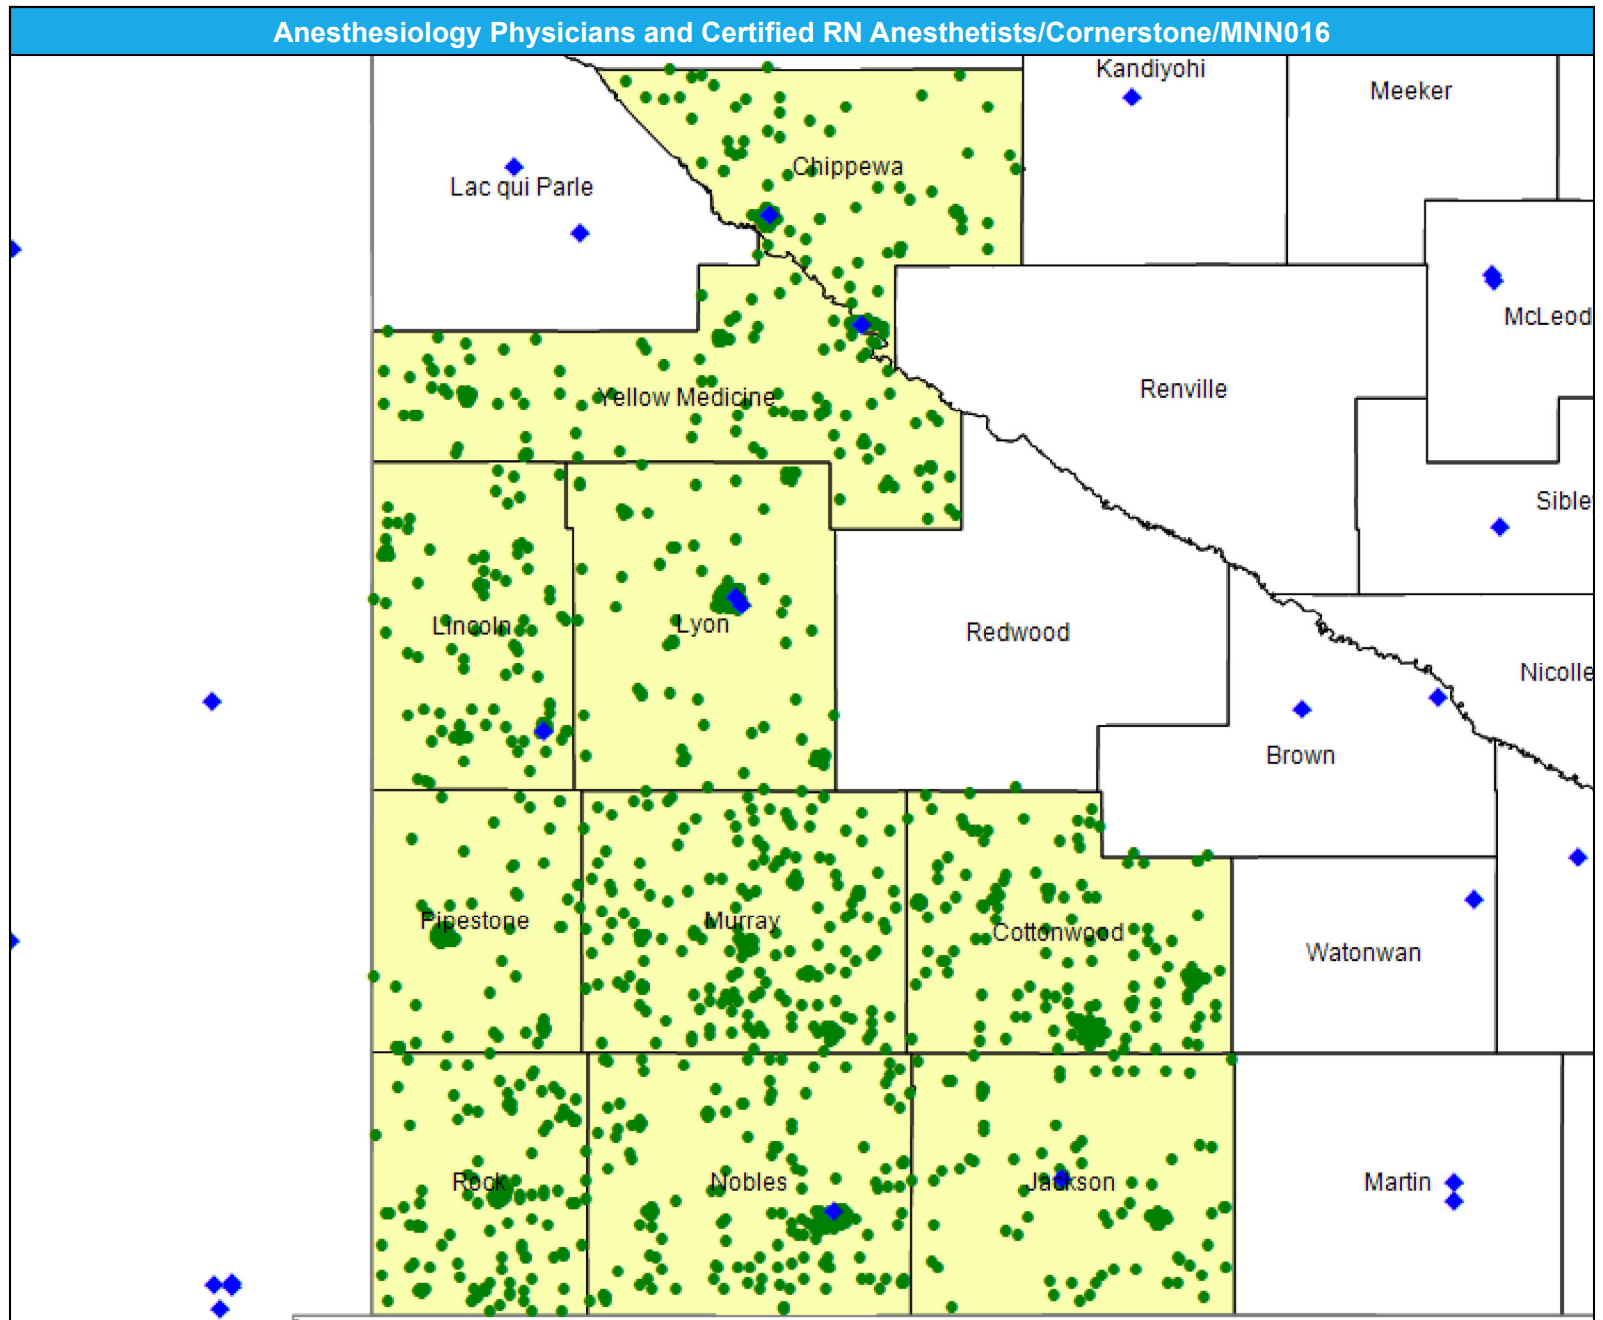 Anesthesiology Physicians and Certified RN Anesthetists/Cornerstone/MNN016
Kandiyohi
Meeker
Chippewa
Lac qui Parle
McLeod
Renville
Yellow Medicine
Sible
Lincoln
Lyon
Redwood
Nicolle
Brown
Pipestone
Murray
Cottonwood
Watonwan
Rock
Nobles
Jackson
Martin